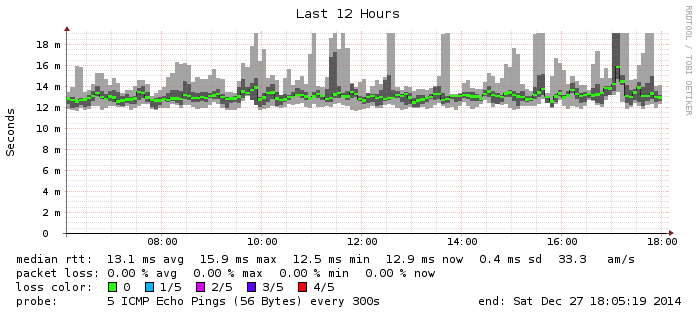 Last 12 Hours
RRDTOOL / TOBI OETIKER
Seconds
18 m
16 m
14 m
12 m
10 m
8 m
6 m
4 m
2 m
0
08:00 10:00 12:00 14:00 16:00 18:00
median rtt: 13.1 ms avg 15.9 ms max 12.5 ms min 12.9 ms now 0.4 ms sd 33.3 am/s
packet loss: 0.00 % avg 0.00 % max 0.00 % min 0.00 % now
loss color: 0 1/5 2/5 3/5 4/5
probe: 5 ICMP Echo Pings (56 Bytes) every 300s end: Sat Dec 27 18:05:19 2014